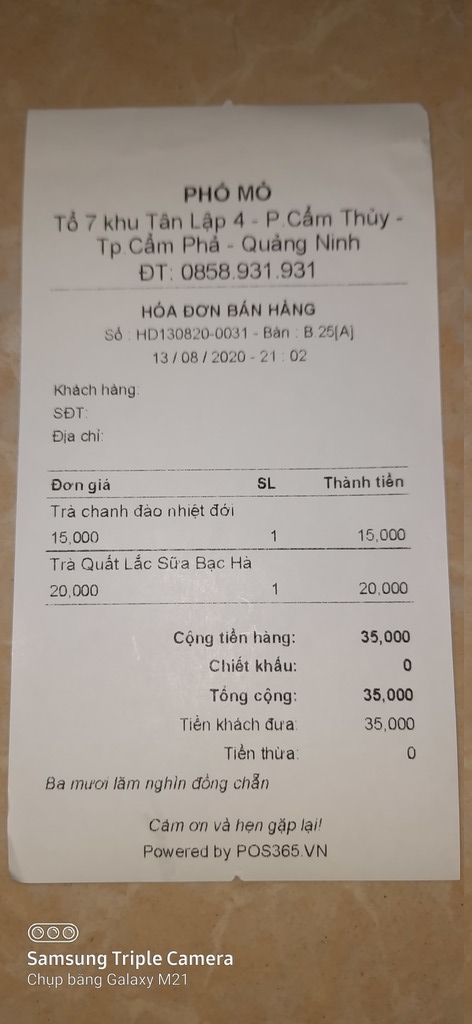 PHÓ MỎ
Tổ 7 khu Tân Lập 4 - P.Cẩm Thủy -
Tp.Cẩm Phả - Quảng Ninh
ĐT: 0858.931.931
HÓA ĐƠN BÁN HÀNG
Số : HD130820-0031 - Bàn : B.25[A]
13 / 08 / 2020 - 21 : 02
Khách hàng:
SĐT:
Địa chỉ:
Đơn giá SL Thành tiền
Trà chanh đào nhiệt đới
15,000 1 15,000
Trà Quất Lắc Sữa Bạc Hà
20,000 1 20,000
Cộng tiền hàng: 35,000
Chiết khấu: 0
Tổng cộng: 35,000
Tiền khách đưa: 35,000
Tiền thừa: 0
Ba mươi lăm nghìn đồng chẵn
Cám ơn và hẹn gặp lại!
Powered by POS365.VN
Samsung Triple Camera
Chụp bằng Galaxy M21